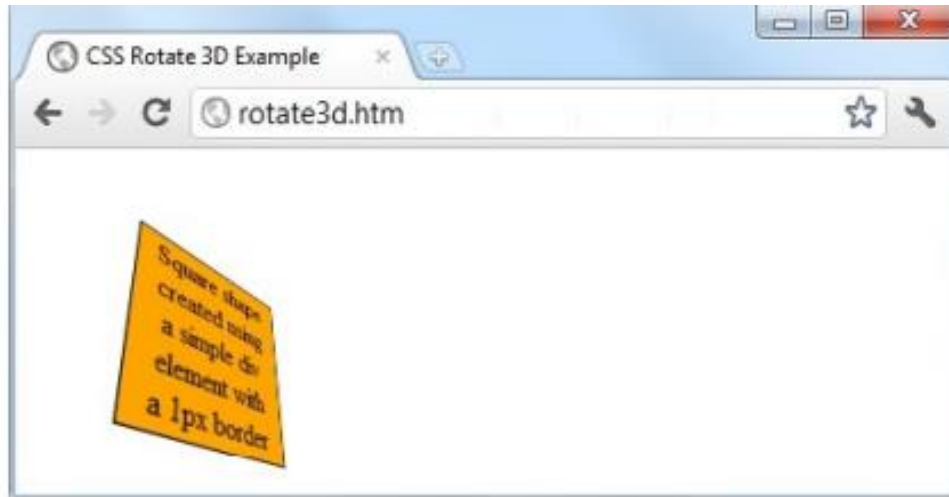 CSS Rotate 3D Example
rotate3d.htm
Square shape
created using
a simple div
element with
a 1px border